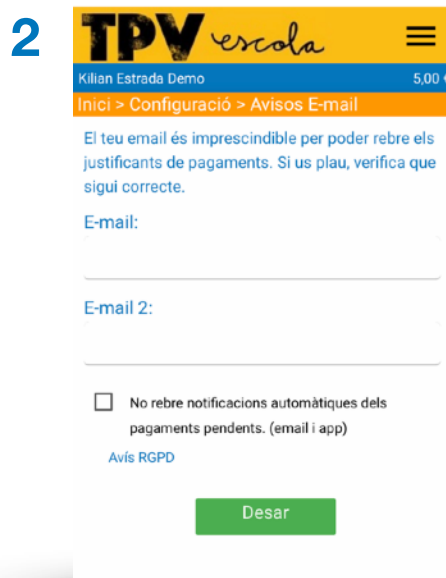 2
TPV escola
Kilian Estrada Demo 5,00 €
Inici > Configuració > Avisos E-mail
El teu email és imprescindible per poder rebre els
justificants de pagaments. Si us plau, verifica que
sigui correcte.
E-mail:
E-mail 2:
No rebre notificacions automàtiques dels
pagaments pendents. (email i app)
Avís RGPD
Desar